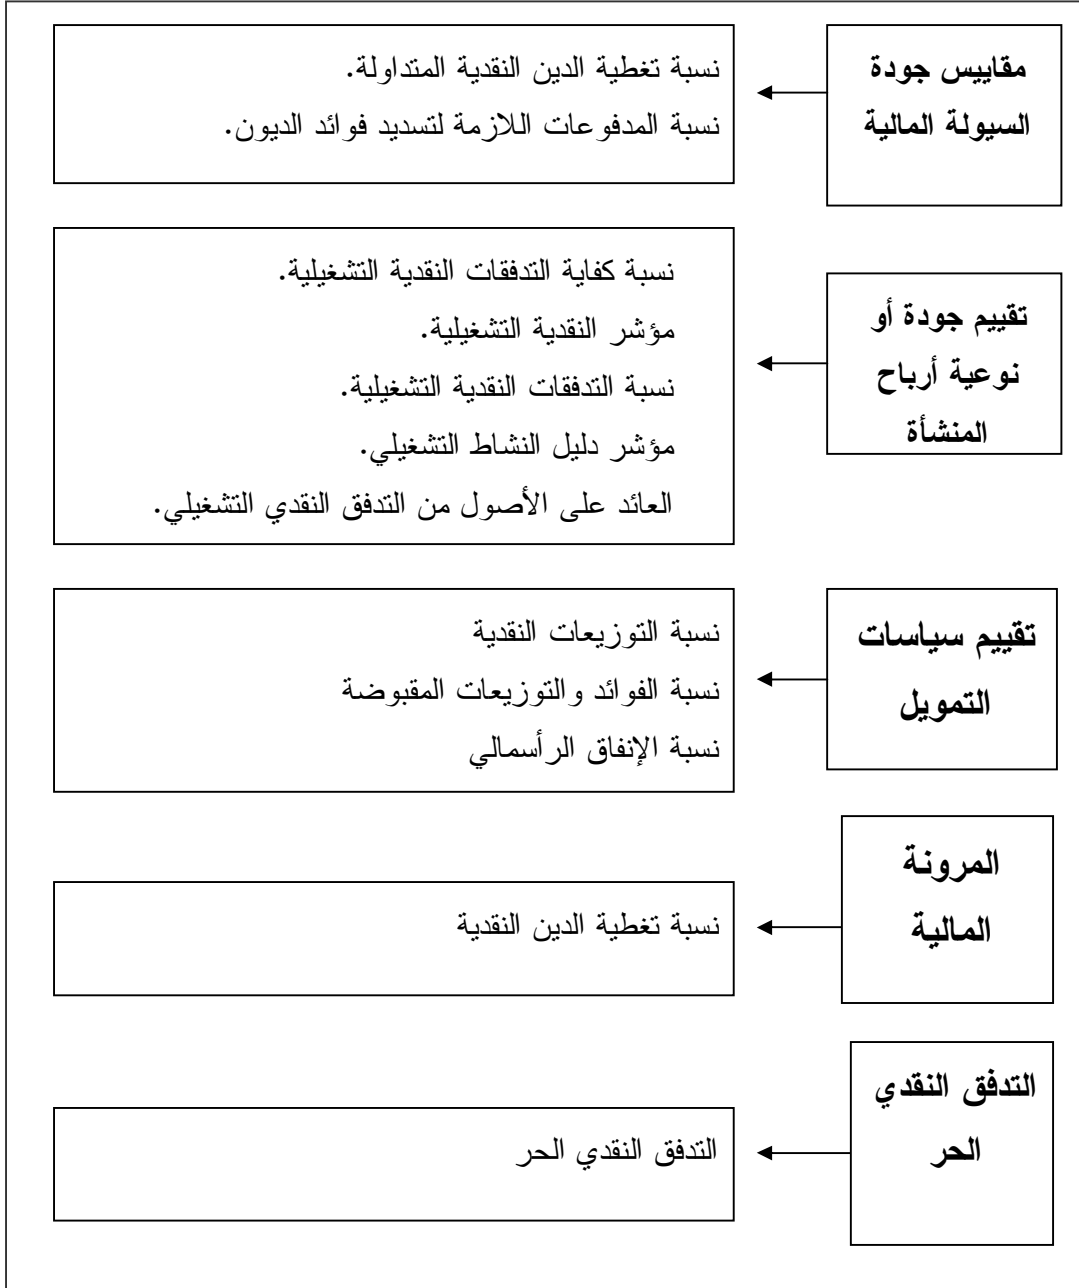 مقاييس جودة
السيولة المالية
نسبة تغطية الدين النقدية المتداولة.
نسبة المدفوعات اللازمة لتسديد فوائد الديون.
تقييم جودة أو
نوعية أرباح
المنشأة
نسبة كفاية التدفقات النقدية التشغيلية.
مؤشر النقدية التشغيلية.
نسبة التدفقات النقدية التشغيلية.
مؤشر دليل النشاط التشغيلي.
العائد على الأصول من التدفق النقدي التشغيلي.
تقييم سياسات
التمويل
نسبة التوزيعات النقدية
نسبة الفوائد والتوزيعات المقبوضة
نسبة الإنفاق الرأسمالي
المرونة
المالية
نسبة تغطية الدين النقدية
التدفق النقدي
الحر
التدفق النقدي الحر